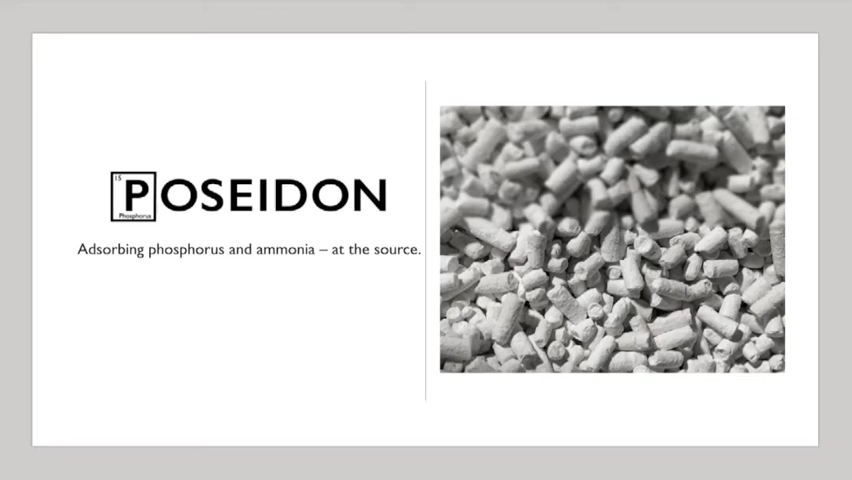 15
POSEIDON
Phosphorus
Adsorbing phosphorus and ammonia – at the source.